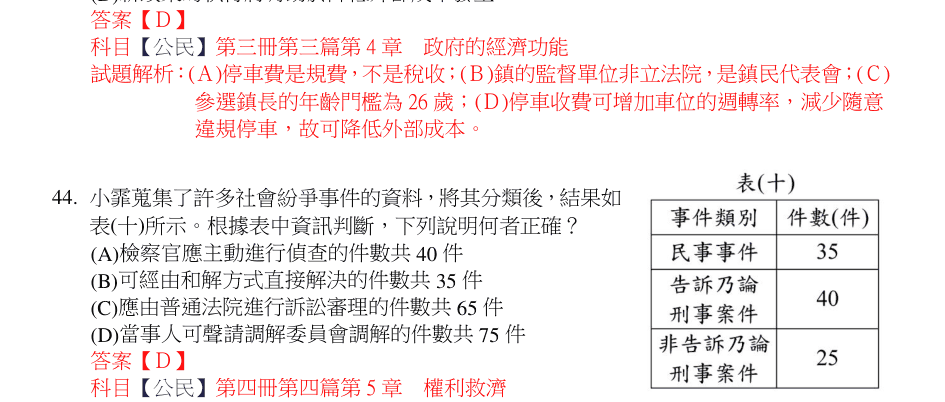 答案【D】
科目【公民】第三冊第三篇第4章　政府的經濟功能
試題解析：(A)停車費是規費，不是稅收；(B)鎮的監督單位非立法院，是鎮民代表會；(C)
參選鎮長的年齡門檻為 26 歲；(D)停車收費可增加車位的週轉率，減少隨意
違規停車，故可降低外部成本。
44. 小霏蒐集了許多社會紛爭事件的資料，將其分類後，結果如
表(十)所示。根據表中資訊判斷，下列說明何者正確？
(A)檢察官應主動進行偵查的件數共 40 件
(B)可經由和解方式直接解決的件數共 35 件
(C)應由普通法院進行訴訟審理的件數共 65 件
(D)當事人可聲請調解委員會調解的件數共 75 件
答案【D】
科目【公民】第四冊第四篇第5章　權利救濟
表(十)
事件類別 件數(件)
民事事件 35
告訴乃論
刑事案件 40
非告訴乃論
刑事案件 25